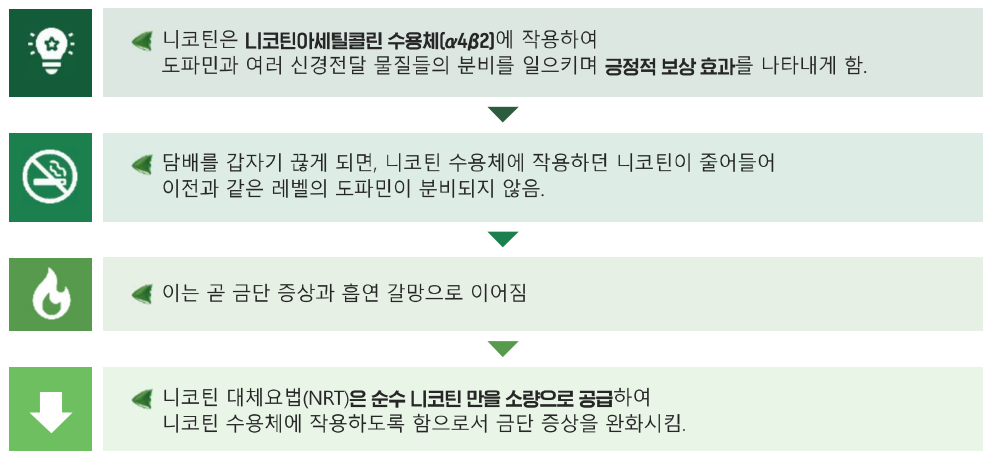 니코틴은 니코틴아세틸콜린 수용체(α4β2)에 작용하여
도파민과 여러 신경전달 물질들의 분비를 일으키며 긍정적 보상 효과를 나타내게 함.
담배를 갑자기 끊게 되면, 니코틴 수용체에 작용하던 니코틴이 줄어들어
이전과 같은 레벨의 도파민이 분비되지 않음.
이는 곧 금단 증상과 흡연 갈망으로 이어짐
니코틴 대체요법(NRT)은 순수 니코틴 만을 소량으로 공급하여
니코틴 수용체에 작용하도록 함으로서 금단 증상을 완화시킴.